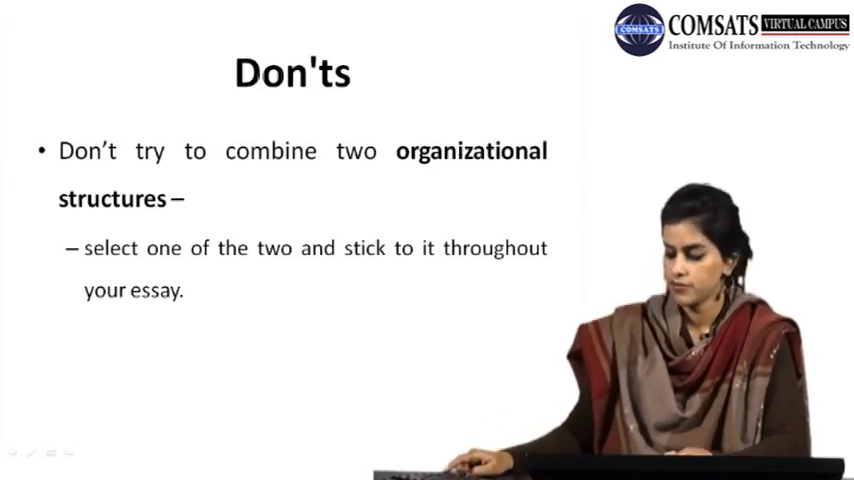 COMSATS VIRTUAL CAMPUS
COMSATS
Institute Of Information Technology
Don'ts
• Don’t try to combine two organizational
structures –
– select one of the two and stick to it throughout
your essay.